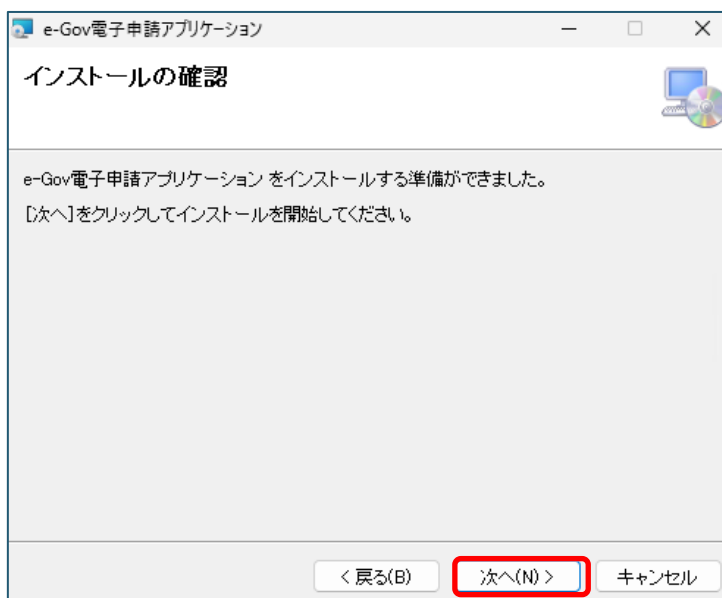 e-Gov電子申請アプリケーション
インストールの確認
e-Gov電子申請アプリケーション をインストールする準備ができました。
[次へ]をクリックしてインストールを開始してください。
< 戻る(B)
次へ(N) >
キャンセル